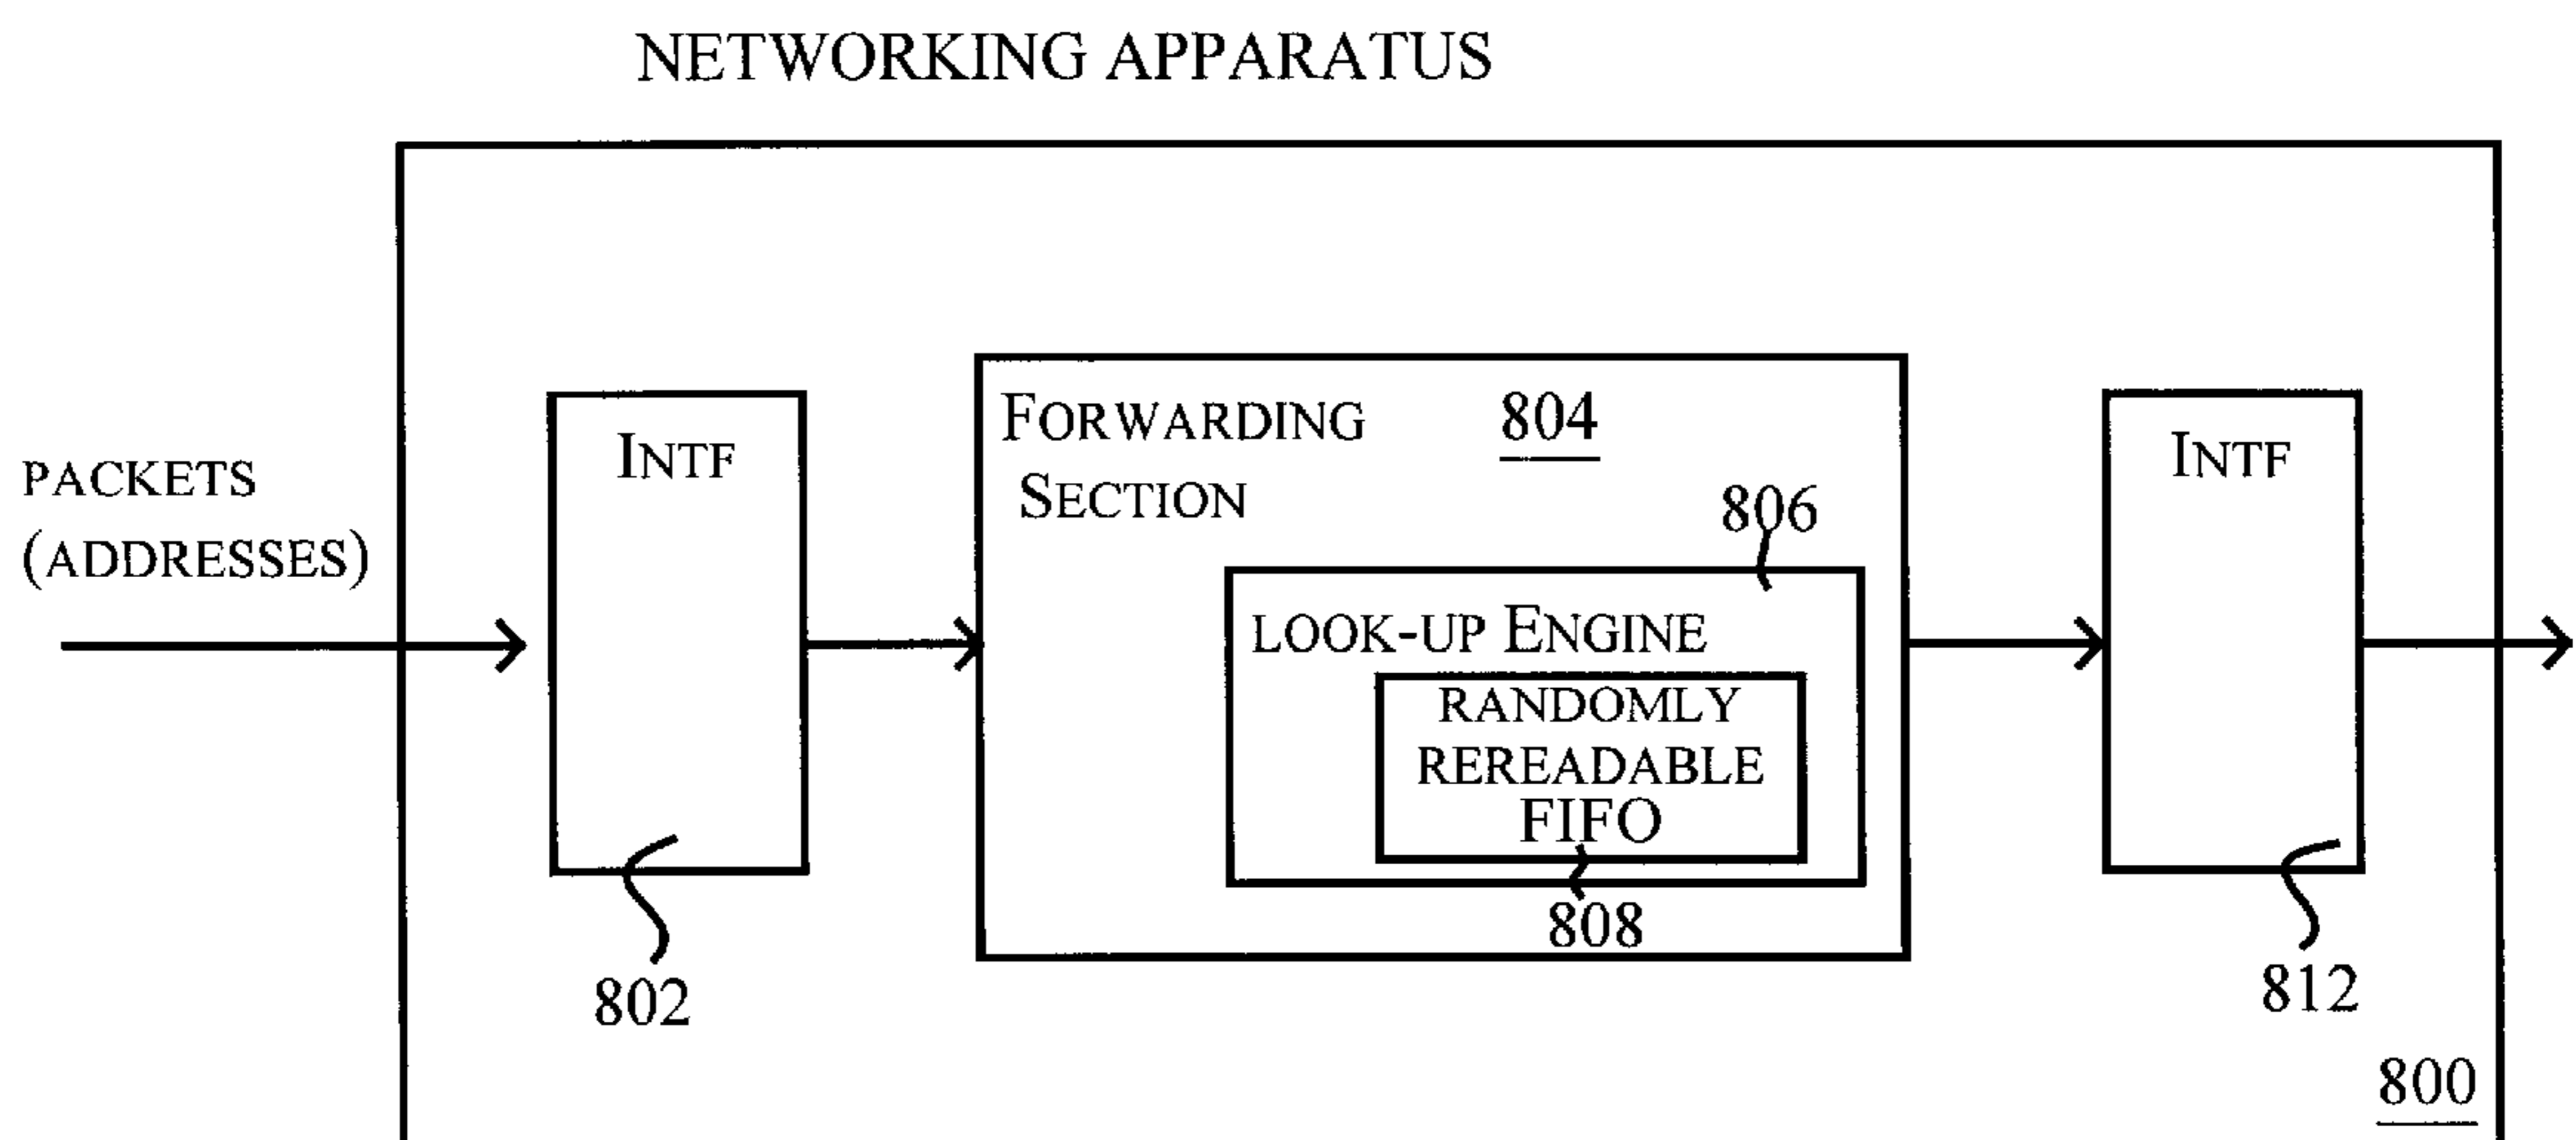 NETWORKING APPARATUS
PACKETS
(ADDRESSES)
INTF
802
FORWARDING 804
SECTION
806
LOOK-UP ENGINE
RANDOMLY
REREADABLE
FIFO
808
INTF
812
800